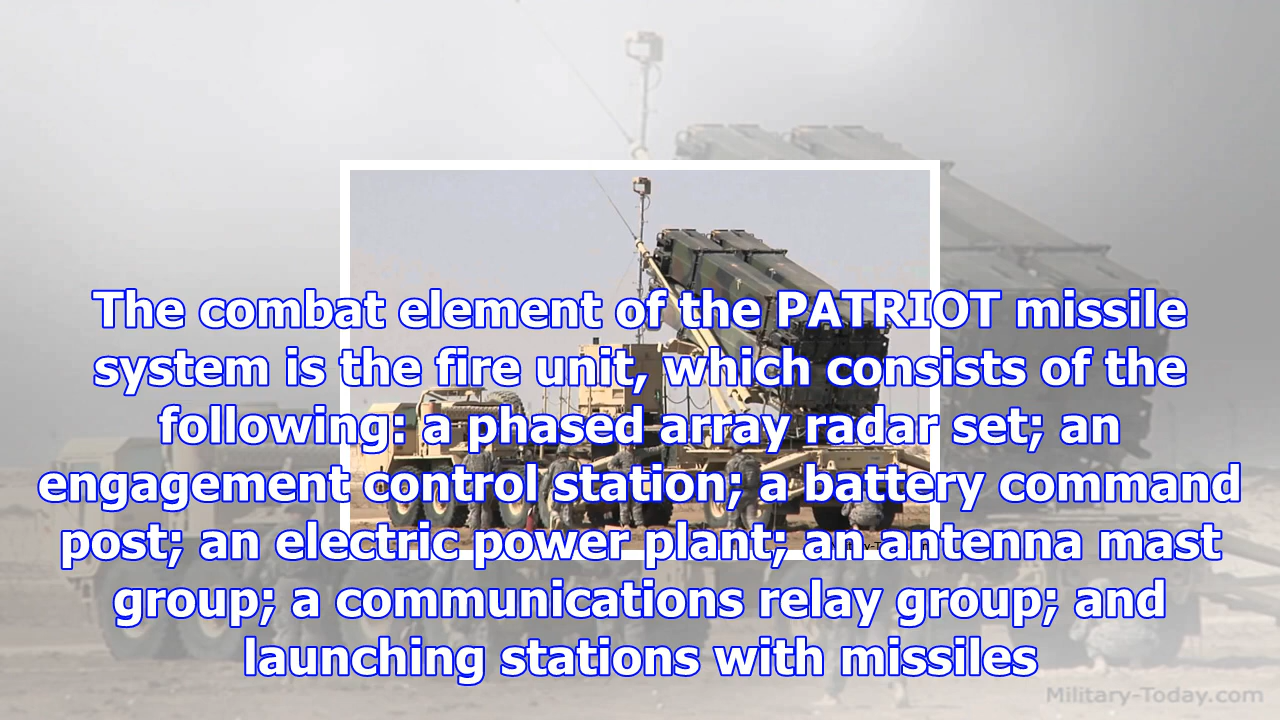 The combat element of the PATRIOT missile
system is the fire unit, which consists of the
following: a phased array radar set; an
engagement control station; a battery command
post; an electric power plant; an antenna mast
group; a communications relay group; and
launching stations with missiles
Military-Today.com